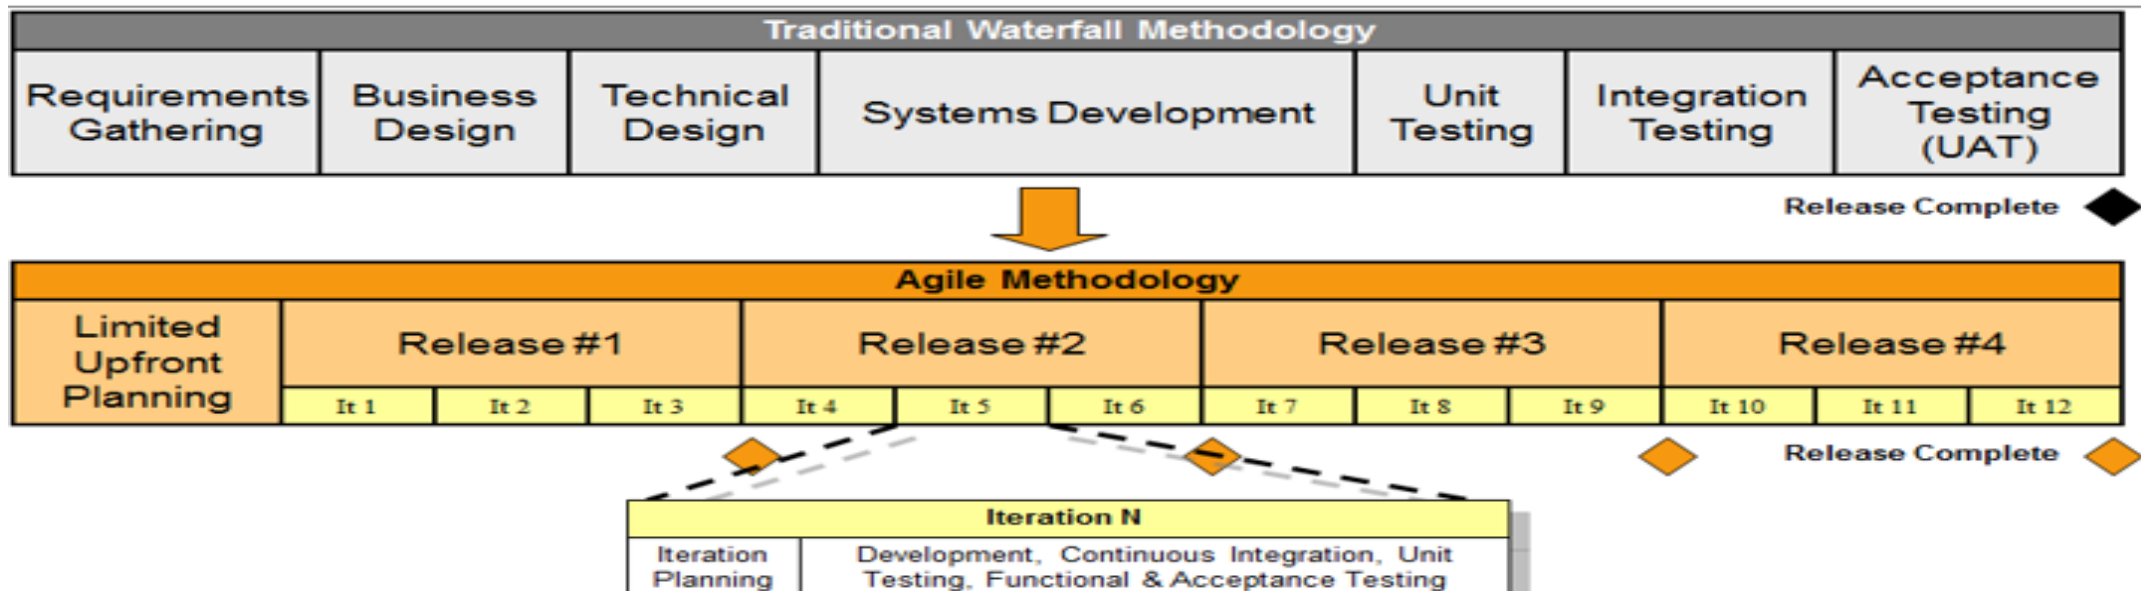 Traditional Waterfall Methodology
Requirements
Gathering
Business
Design
Technical
Design
Systems Development
Unit
Testing
Integration
Testing
Acceptance
Testing
(UAT)
Release Complete
Agile Methodology
Limited
Upfront
Planning
Release #1
Release #2
Release #3
Release #4
It 1
It 2
It 3
It 4
It 5
It 6
It 7
It 8
It 9
It 10
It 11
It 12
Release Complete
Iteration N
Iteration
Planning
Development, Continuous Integration, Unit
Testing, Functional & Acceptance Testing